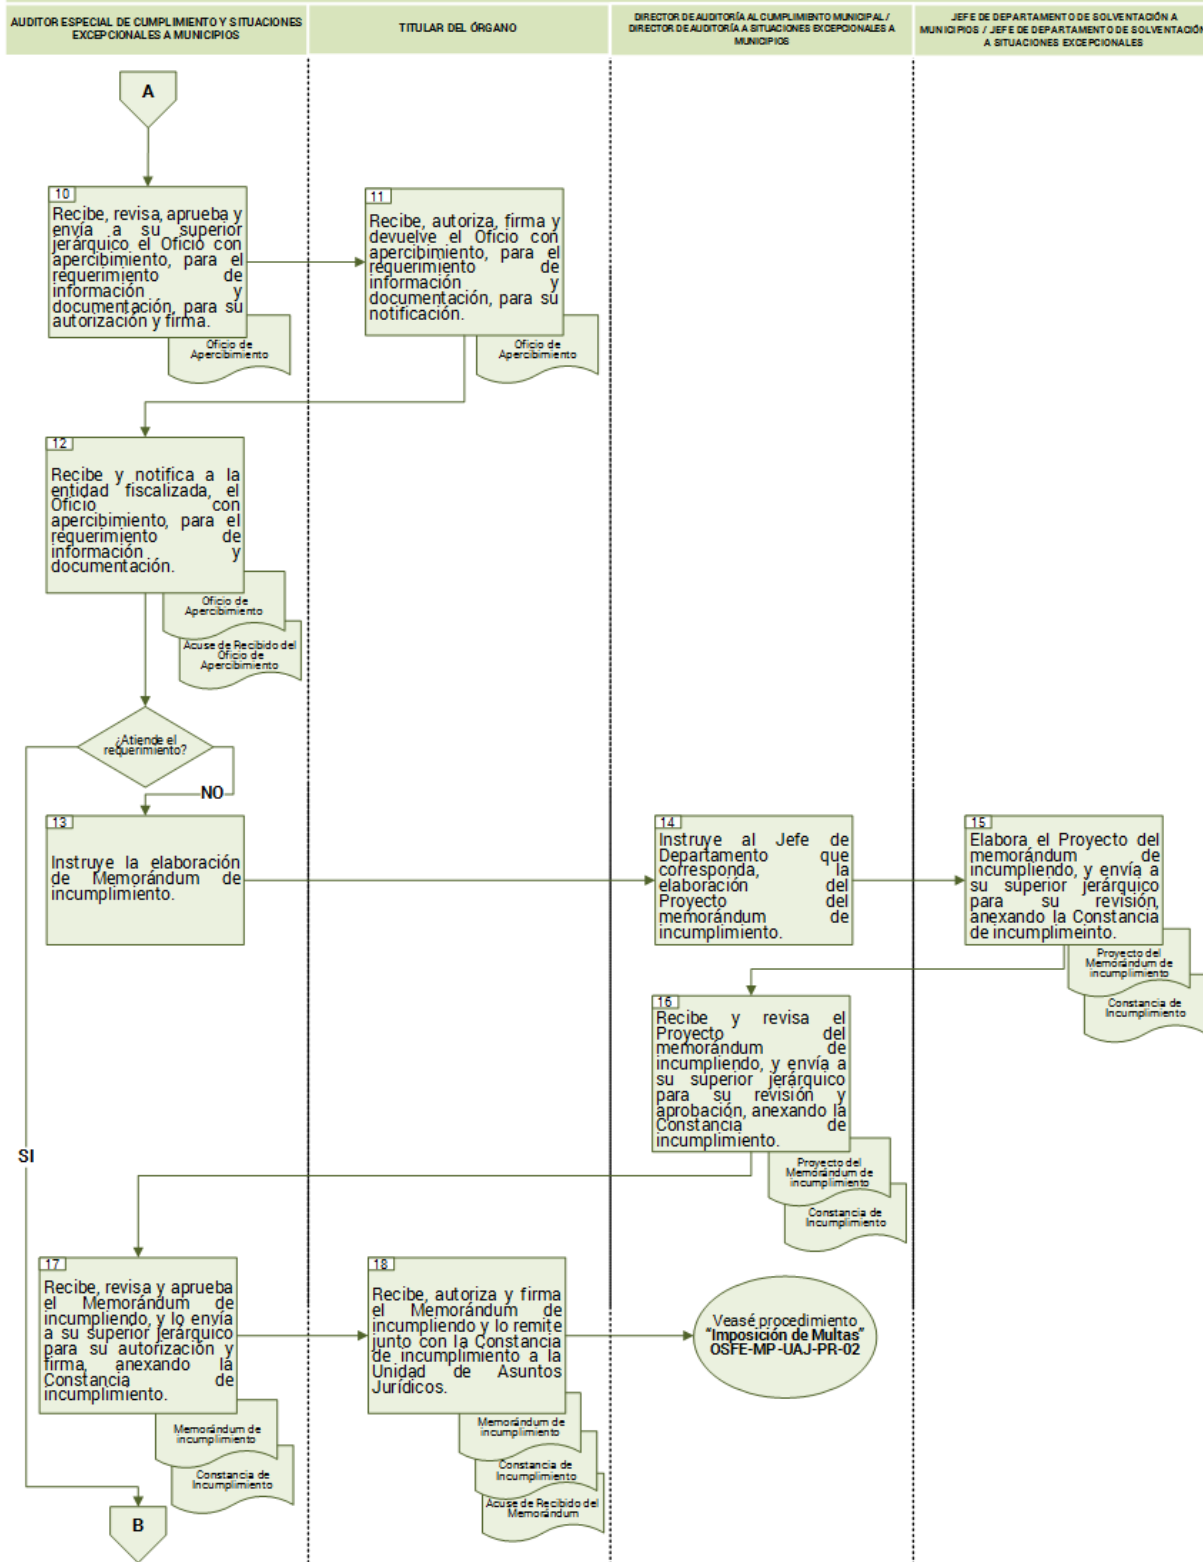 AUDITOR ESPECIAL DE CUMPLIMIENTO Y SITUACIONES
EXCEPCIONALES A MUNICIPIOS
TITULAR DEL ÓRGANO
DIRECTOR DE AUDITORÍA AL CUMPLIMIENTO MUNICIPAL /
DIRECTOR DE AUDITORÍA A SITUACIONES EXCEPCIONALES A
MUNICIPIOS
JEFE DE DEPARTAMENTO DE SOLVENTACIÓN A
MUNICIPIOS / JEFE DE DEPARTAMENTO DE SOLVENTACIÓN
A SITUACIONES EXCEPCIONALES
A
10
Recibe, revisa, aprueba y
envía a su superior
jerárquico el Oficio con
apercibimiento, para el
requerimiento de
información y
documentación, para su
autorización y firma.
Oficio de
Apercibimiento
11
Recibe, autoriza, firma y
devuelve el Oficio con
apercibimiento, para el
requerimiento de
información y
documentación, para su
notificación.
Oficio de
Apercibimiento
12
Recibe y notifica a la
entidad fiscalizada, el
Oficio con
apercibimiento, para el
requerimiento de
información y
documentación.
Oficio de
Apercibimiento
Acuse de Recibido del
Oficio de
Apercibimiento
¿Atiende el
requerimiento?
NO
13
Instruye la elaboración
de Memorándum de
incumplimiento.
14
Instruye al Jefe de
Departamento que
corresponda, la
elaboración del
Proyecto del
memorándum de
incumplimiento.
15
Elabora el Proyecto del
memorándum de
incumpliendo, y envía a
su superior jerárquico
para su revisión,
anexando la Constancia
de incumplimeinto.
Proyecto del
Memorándum de
incumplimiento
Constancia de
Incumplimiento
16
Recibe y revisa el
Proyecto del
memorándum de
incumpliendo, y envía a
su superior jerárquico
para su revisión y
aprobación, anexando la
Constancia de
incumplimiento.
Proyecto del
Memorándum de
incumplimiento
Constancia de
Incumplimiento
SI
17
Recibe, revisa y aprueba
el Memorándum de
incumpliendo, y lo envía
a su superior jerárquico
para su autorización y
firma, anexando la
Constancia de
incumplimiento.
Memorándum de
incumplimiento
Constancia de
Incumplimiento
18
Recibe, autoriza y firma
el Memorándum de
incumpliendo y lo remite
junto con la Constancia
de incumplimiento a la
Unidad de Asuntos
Jurídicos.
Memorándum de
incumplimiento
Constancia de
Incumplimiento
Acuse de Recibido del
Memorándum
Veasé procedimiento
"Imposición de Multas"
OSFE-MP-UAJ-PR-02
B